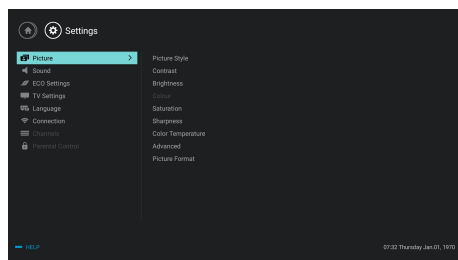 Settings
Picture
Sound
ECO Settings
TV Settings
Language
Connection
Channels
Parental Control
Picture Style
Contrast
Brightness
Colour
Saturation
Sharpness
Color Temperature
Advanced
Picture Format
HELP
07:32 Thursday Jan.01, 1970